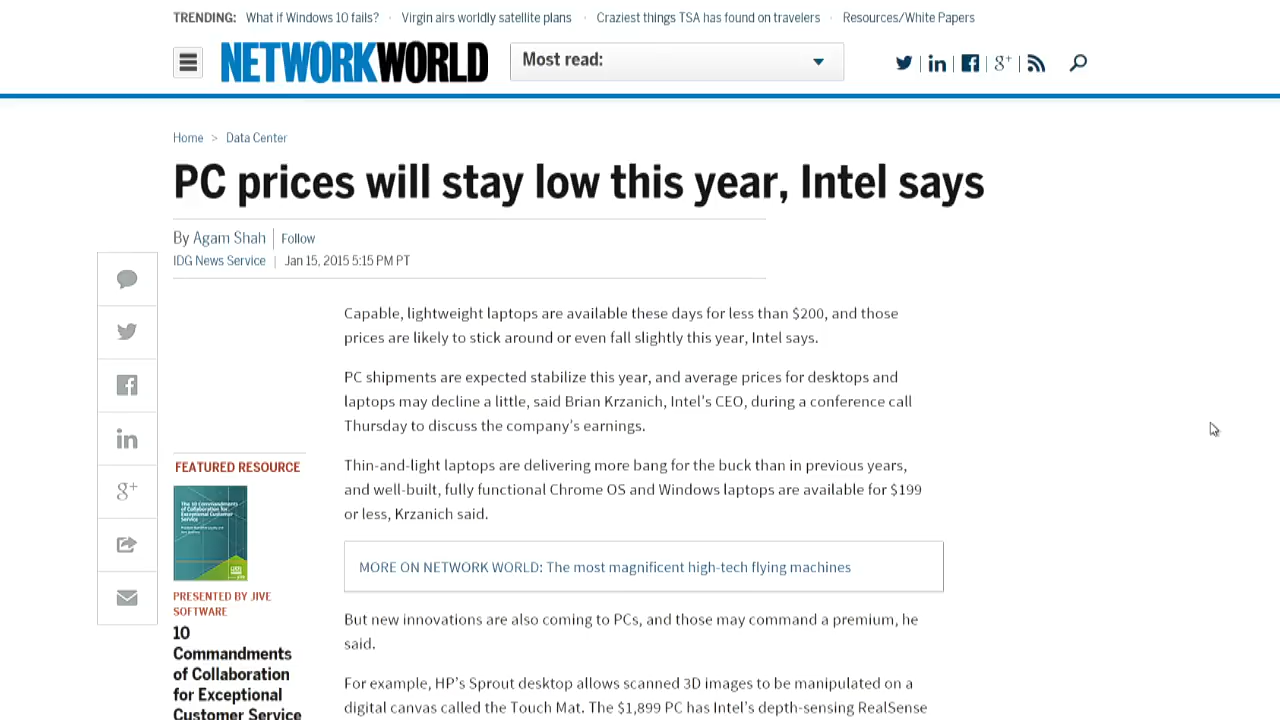 TRENDING: What if Windows 10 fails? · Virgin airs worldly satellite plans · Craziest things TSA has found on travelers · Resources/White Papers
NETWORKWORLD
Most read:
Home > Data Center
PC prices will stay low this year, Intel says
By Agam Shah | Follow
IDG News Service | Jan 15, 2015 5:15 PM PT
Capable, lightweight laptops are available these days for less than $200, and those
prices are likely to stick around or even fall slightly this year, Intel says.
PC shipments are expected stabilize this year, and average prices for desktops and
laptops may decline a little, said Brian Krzanich, Intel's CEO, during a conference call
Thursday to discuss the company's earnings.
Thin-and-light laptops are delivering more bang for the buck than in previous years,
and well-built, fully functional Chrome OS and Windows laptops are available for $199
or less, Krzanich said.
FEATURED RESOURCE
The 10 Commandments
of Collaboration for
Exceptional Customer
Service
PRESENTED BY JIVE
SOFTWARE
10
Commandments
of Collaboration
for Exceptional
Customer Service
MORE ON NETWORK WORLD: The most magnificent high-tech flying machines
But new innovations are also coming to PCs, and those may command a premium, he
said.
For example, HP's Sprout desktop allows scanned 3D images to be manipulated on a
digital canvas called the Touch Mat. The $1,899 PC has Intel's depth-sensing RealSense